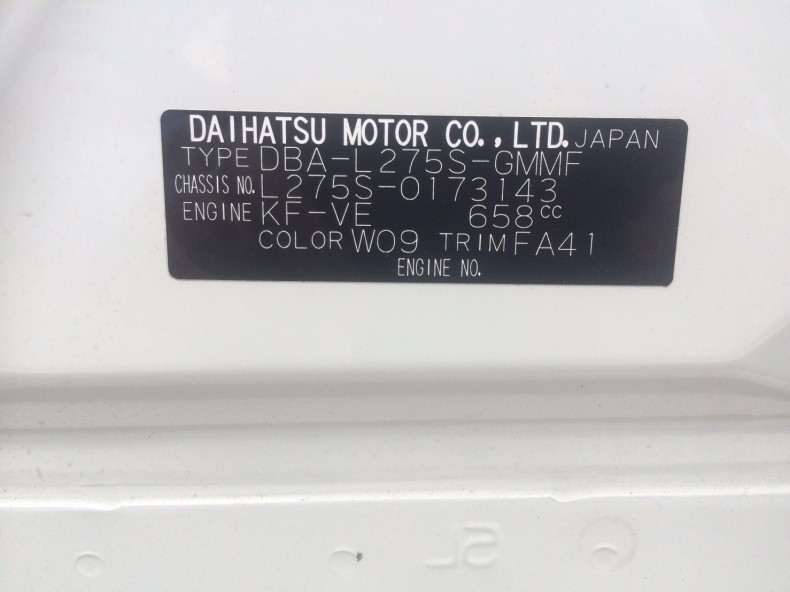 DAIHATSU MOTOR CO., LTD. JAPAN
TYPE DBA-L275S-GMMF
CHASSIS NO. L275S-0173143
ENGINE KF-VE 658cc
COLOR W09 TRIM FA41
ENGINE NO.